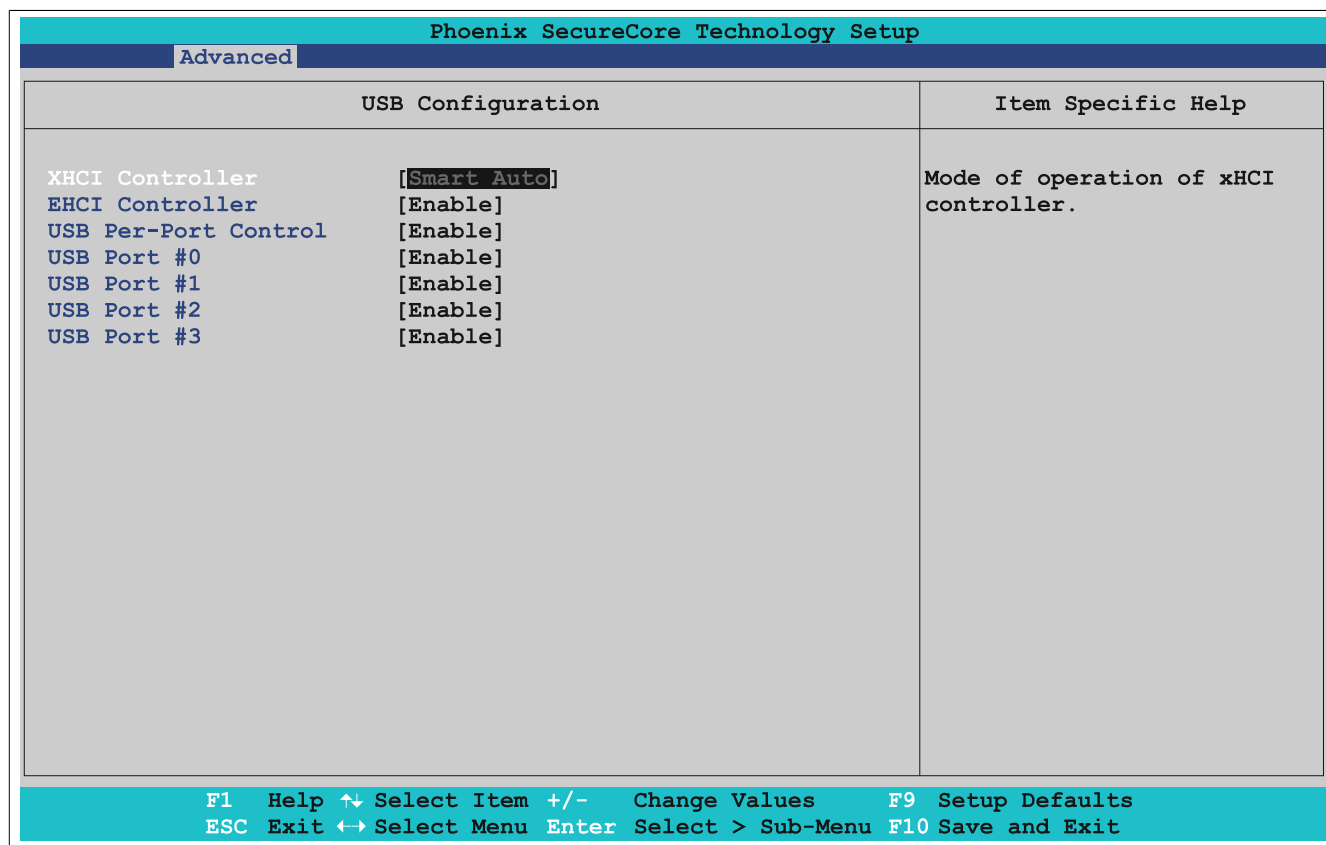 Phoenix SecureCore Technology Setup
Advanced
USB Configuration
Item Specific Help
XHCI Controller [Smart Auto]
EHCI Controller [Enable]
USB Per-Port Control [Enable]
USB Port #0 [Enable]
USB Port #1 [Enable]
USB Port #2 [Enable]
USB Port #3 [Enable]
Mode of operation of xHCI
controller.
F1 Help ↑↓ Select Item +/- Change Values F9 Setup Defaults
ESC Exit ←→ Select Menu Enter Select > Sub-Menu F10 Save and Exit